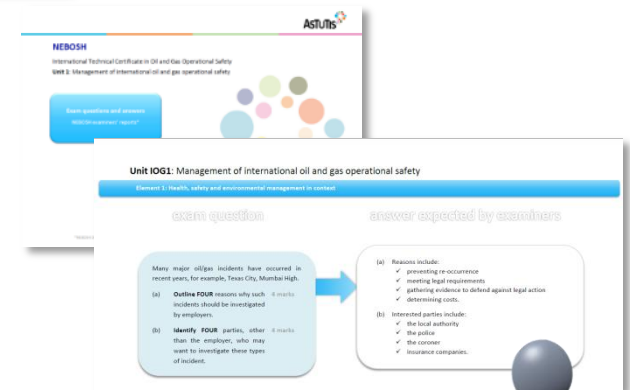 ASTUTIS
NEBOSH
International Technical Certificate in Oil and Gas Operational Safety
Unit 1: Management of international oil and gas operational safety
Exam questions and answers
NEBOSH examiners' reports*
Unit IOG1: Management of international oil and gas operational safety
Element 1: Health, safety and environmental management in context
exam question
answer expected by examiners
Many major oil/gas incidents have occurred in
recent years, for example, Texas City, Mumbai High.
(a) Outline FOUR reasons why such 4 marks
incidents should be investigated
by employers.
(b) Identify FOUR parties, other 4 marks
than the employer, who may
want to investigate these types
of incident.
(a) Reasons include:
✓ preventing re-occurrence
✓ meeting legal requirements
✓ gathering evidence to defend against legal action
✓ determining costs.
(b) Interested parties include:
✓ the local authority
✓ the police
✓ the coroner
✓ insurance companies.